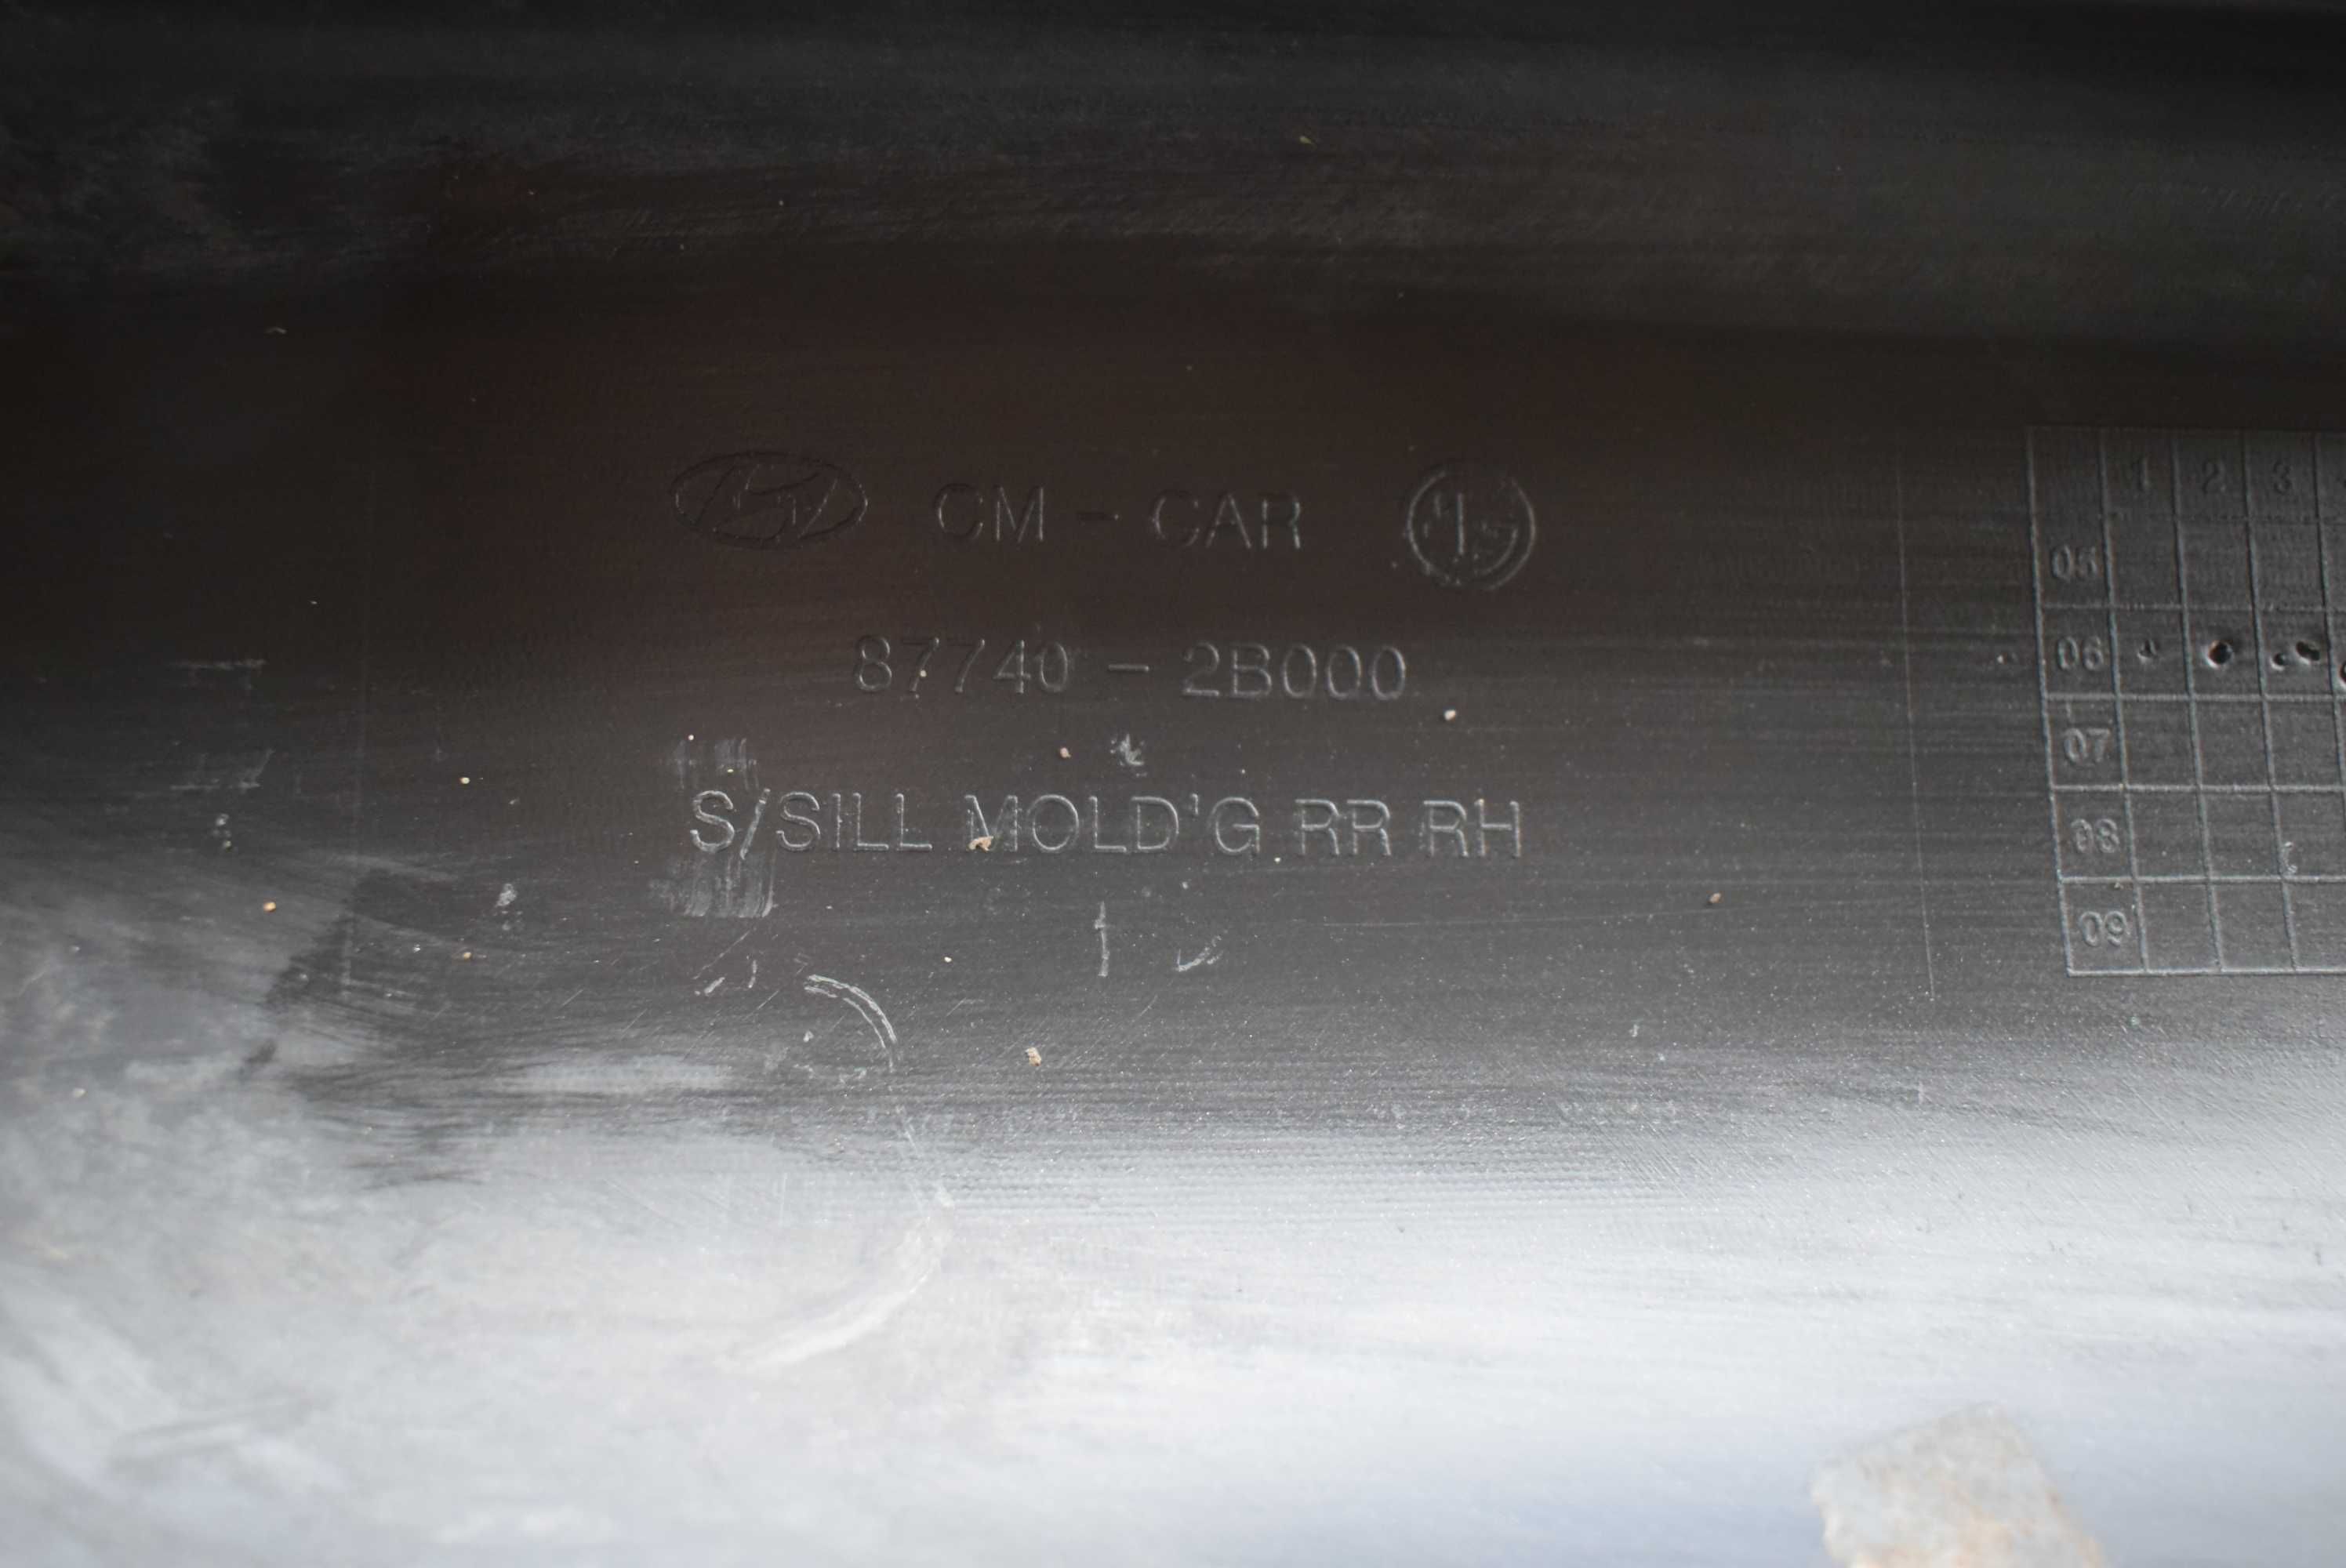 CM - CAR
87740 - 2B000
S/SILL MOLD'G RR RH
1 2 3
05
06
07
08
09